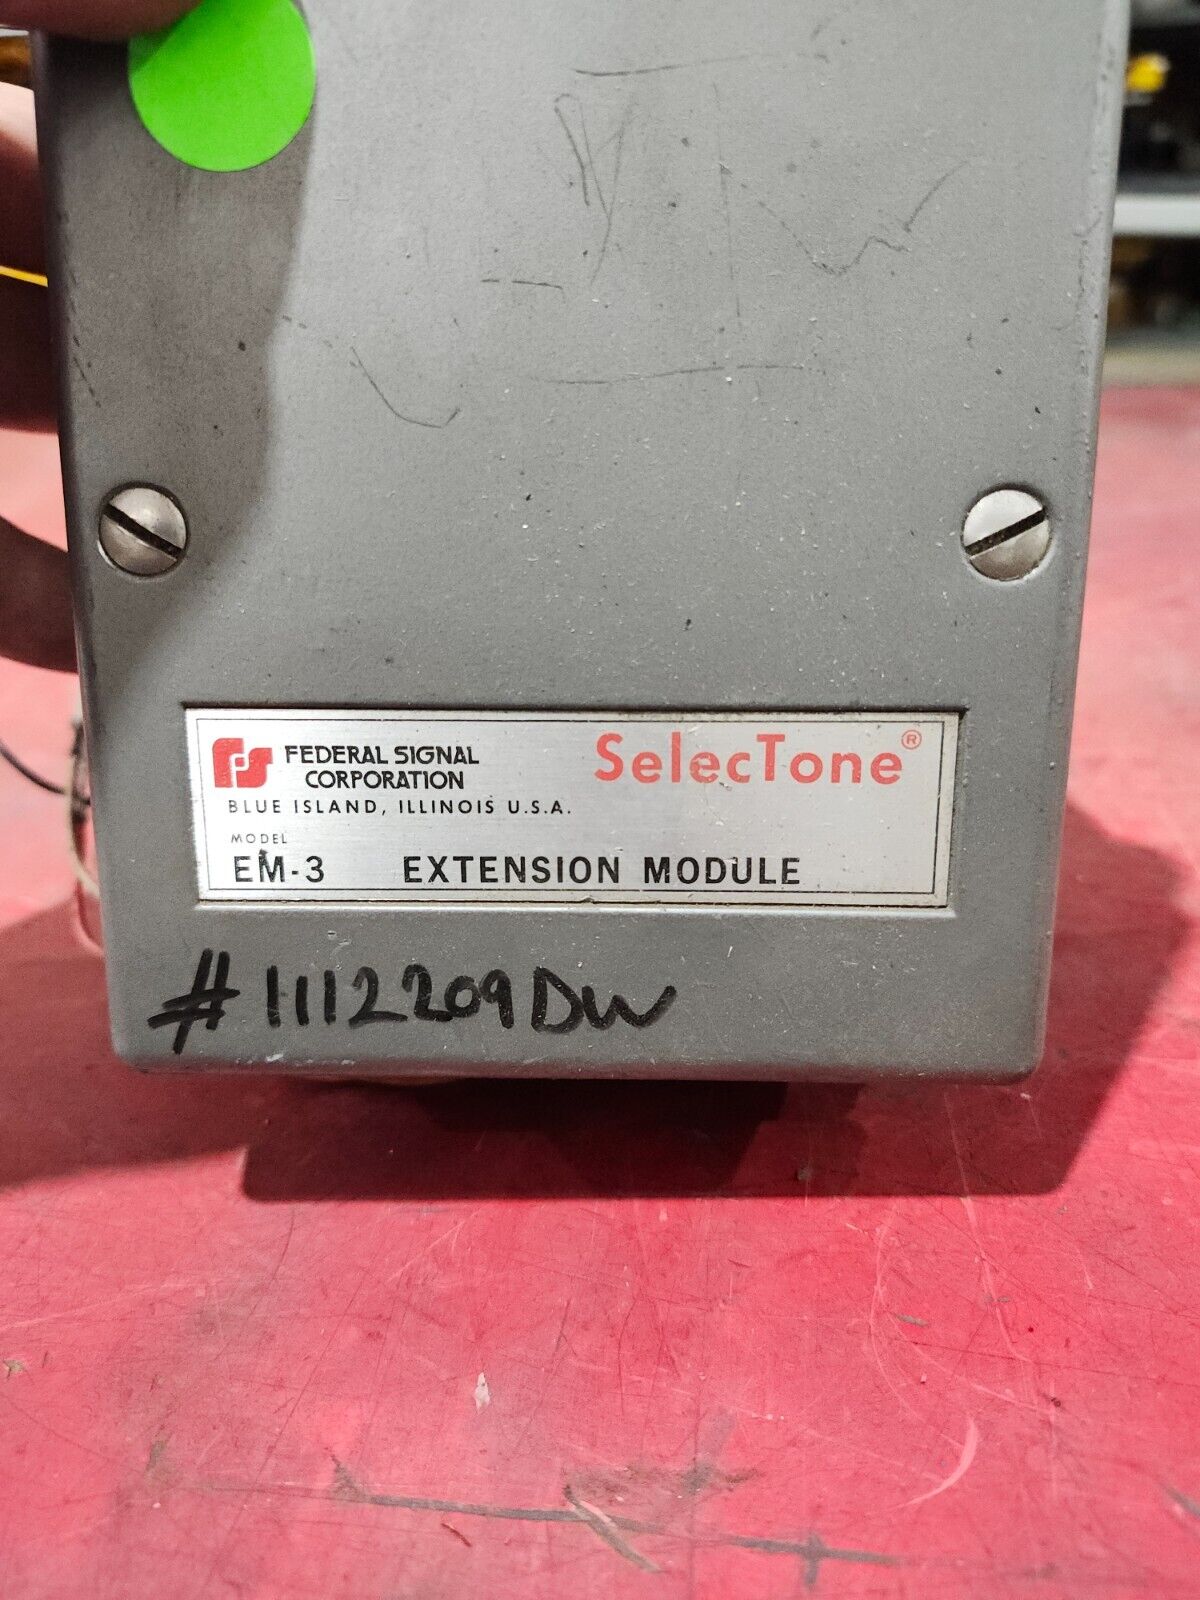 FEDERAL SIGNAL
CORPORATION
SelecTone®
BLUE ISLAND, ILLINOIS U.S.A.
MODEL
EM-3 EXTENSION MODULE
#1112209DW